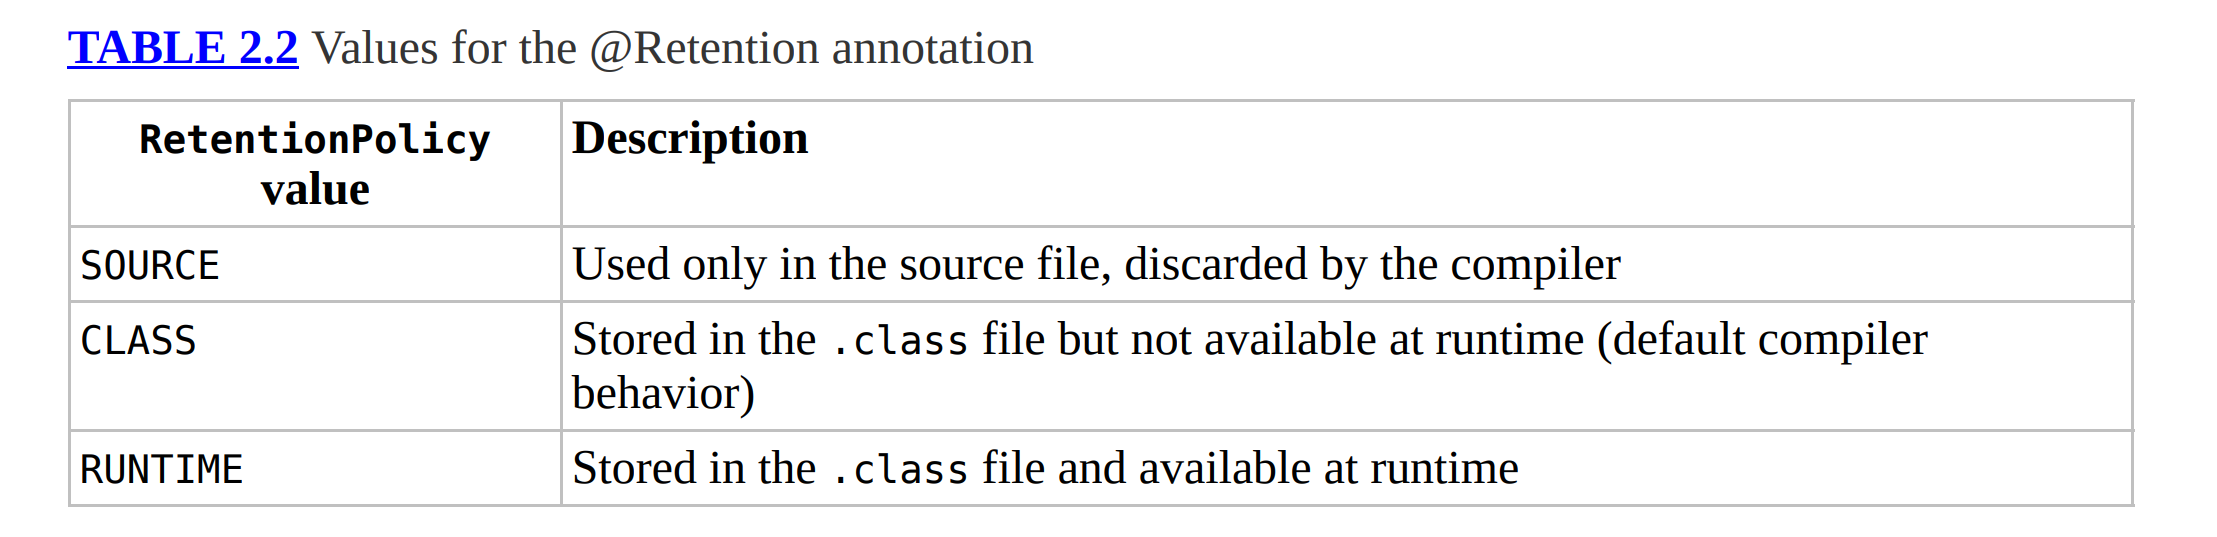 TABLE 2.2 Values for the @Retention annotation
RetentionPolicy
value
Description
SOURCE
Used only in the source file, discarded by the compiler
CLASS
Stored in the .class file but not available at runtime (default compiler
behavior)
RUNTIME
Stored in the .class file and available at runtime